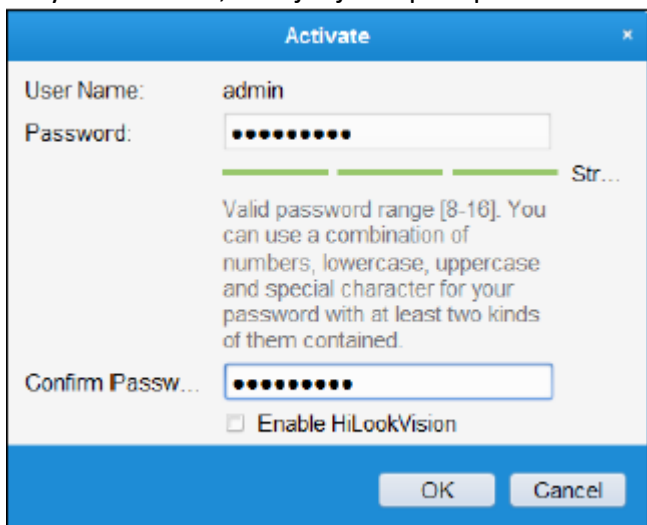 Activate ×
User Name: admin
Password: •••••••••
Str...
Valid password range [8-16]. You
can use a combination of
numbers, lowercase, uppercase
and special character for your
password with at least two kinds
of them contained.
Confirm Passw... •••••••••
Enable HiLookVision
OK Cancel